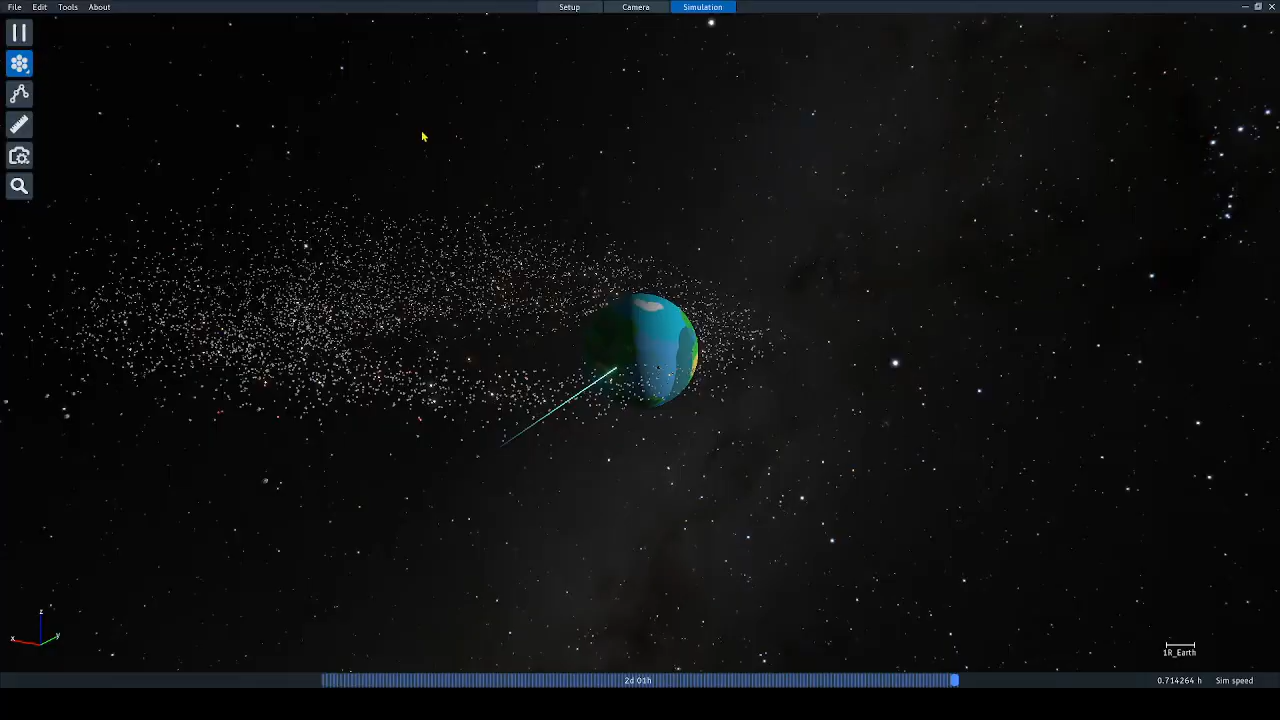 File Edit Tools About Setup Camera Simulation
z
x y
1R_Earth
2d 01h 0.714264 h Sim speed